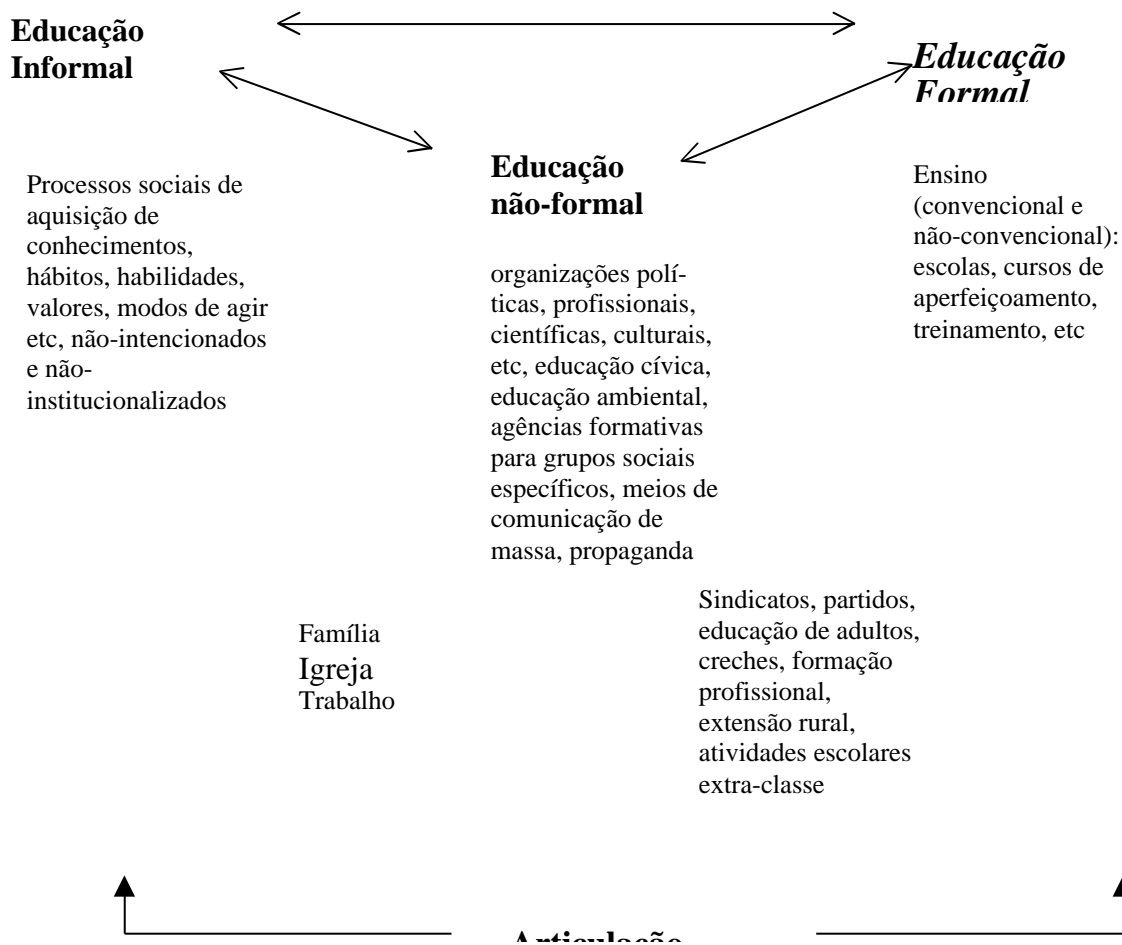 Educação
Informal
Educação
Formal
Educação
não-formal
Processos sociais de
aquisição de
conhecimentos,
hábitos, habilidades,
valores, modos de agir
etc, não-intencionados
e não-
institucionalizados
organizações polí-
ticas, profissionais,
científicas, culturais,
etc, educação cívica,
educação ambiental,
agências formativas
para grupos sociais
específicos, meios de
comunicação de
massa, propaganda
Ensino
(convencional e
não-convencional):
escolas, cursos de
aperfeiçoamento,
treinamento, etc
Família
Igreja
Trabalho
Sindicatos, partidos,
educação de adultos,
creches, formação
profissional,
extensão rural,
atividades escolares
extra-classe
Articulação